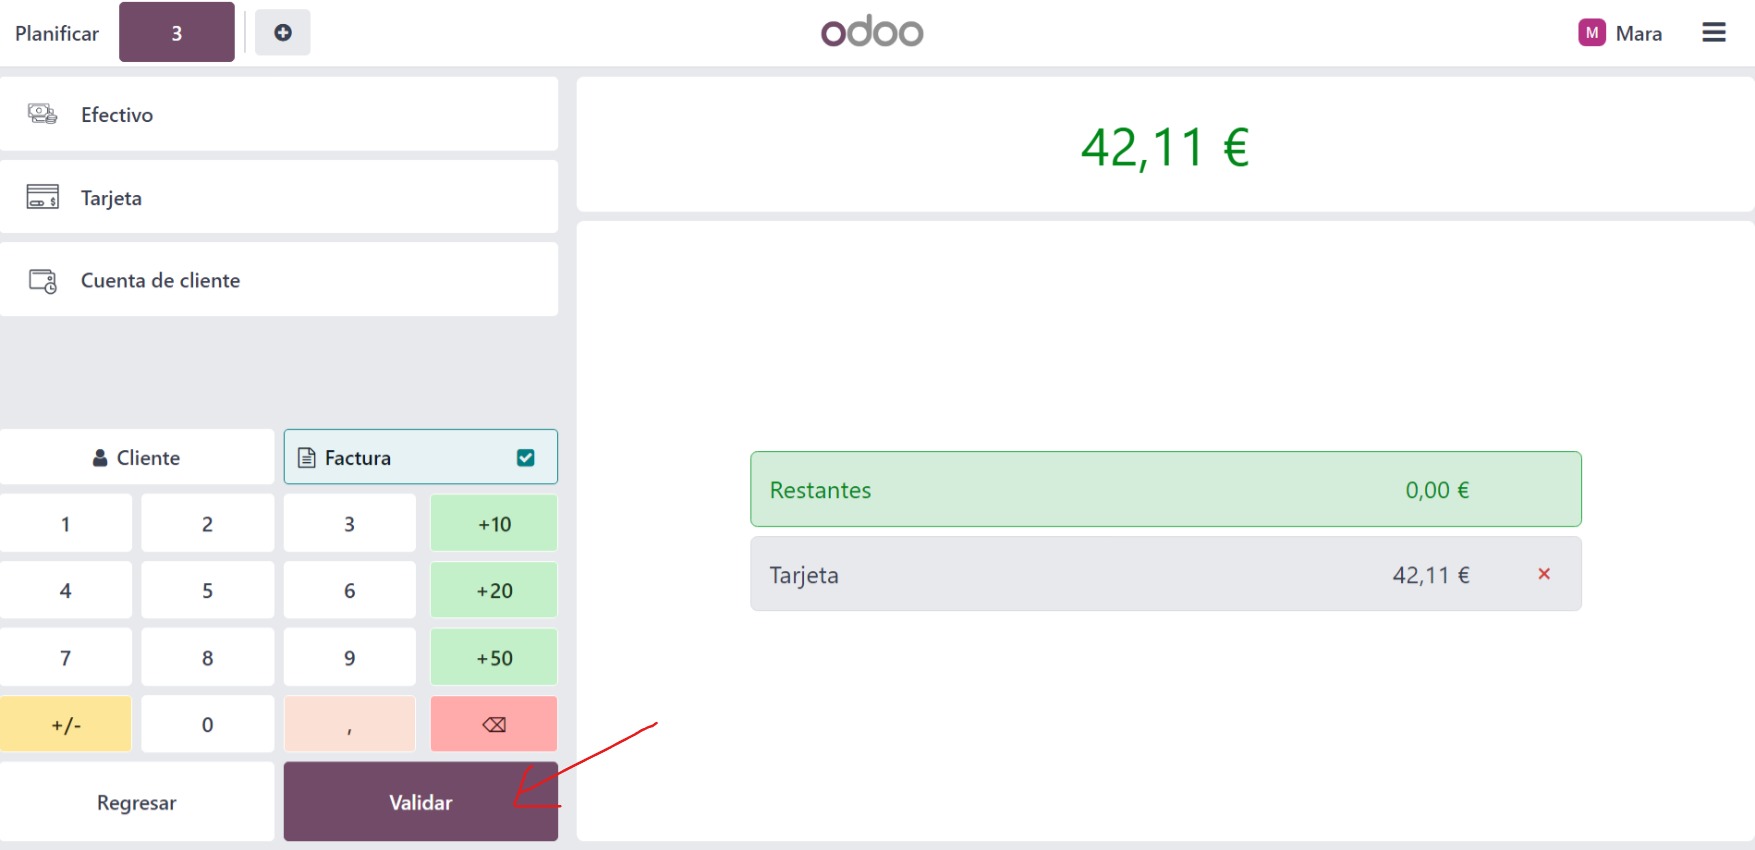 Planificar 3 odoo M Mara
Efectivo
42,11 €
Tarjeta
Cuenta de cliente
Cliente Factura
Restantes 0,00 €
1 2 3 +10
Tarjeta 42,11 € ×
4 5 6 +20
7 8 9 +50
+/- 0 , ⌫
Regresar Validar